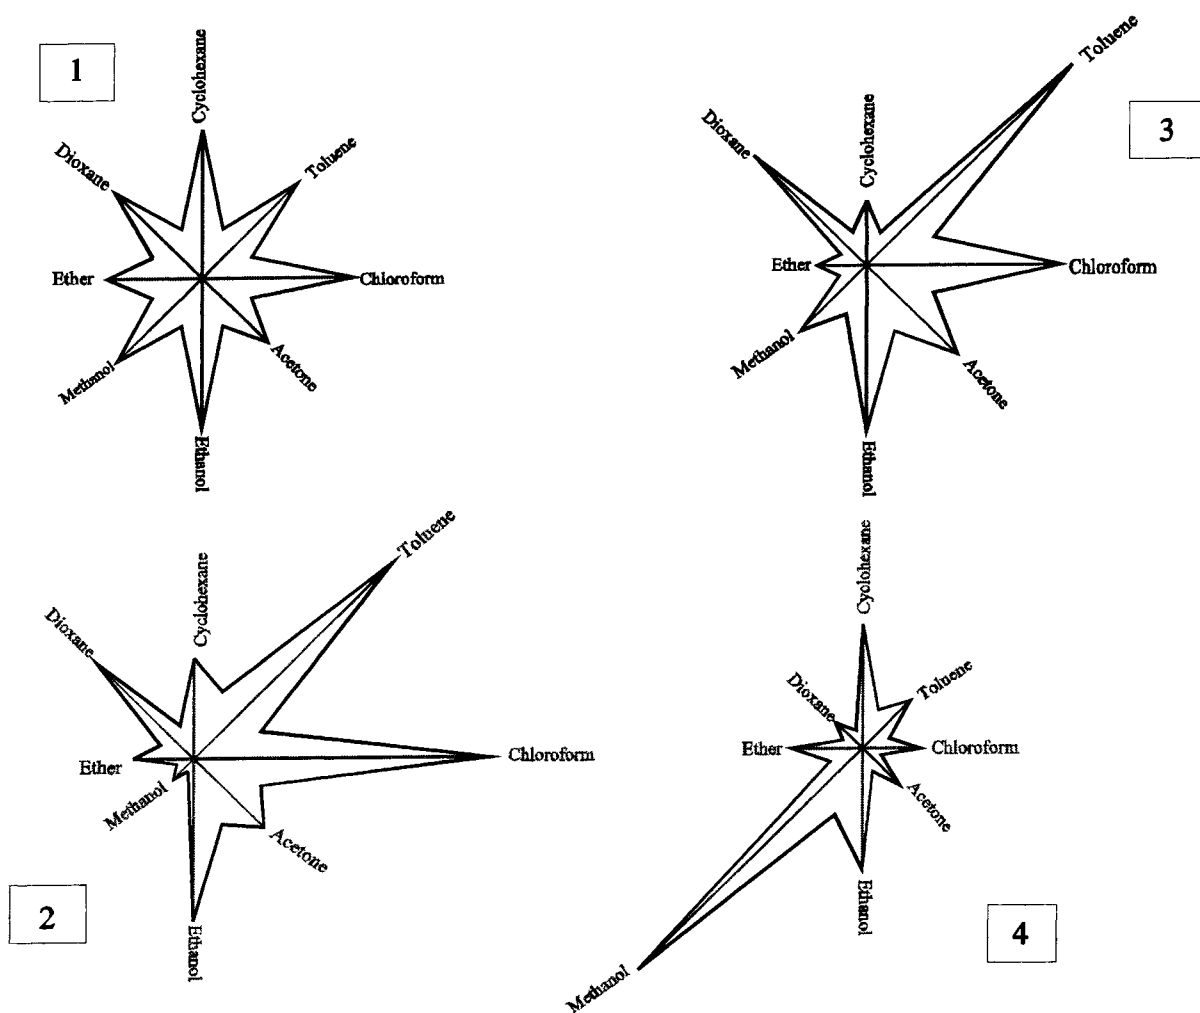 1
Cyclohexane
Dioxane
Toluene
Ether
Chloroform
Methanol
Acetone
Ethanol
3
Toluene
Dioxane
Cyclohexane
Ether
Chloroform
Methanol
Acetone
Ethanol
2
Toluene
Cyclohexane
Dioxane
Ether
Chloroform
Methanol
Acetone
Ethanol
4
Cyclohexane
Dioxane
Toluene
Ether
Chloroform
Acetone
Ethanol
Methanol